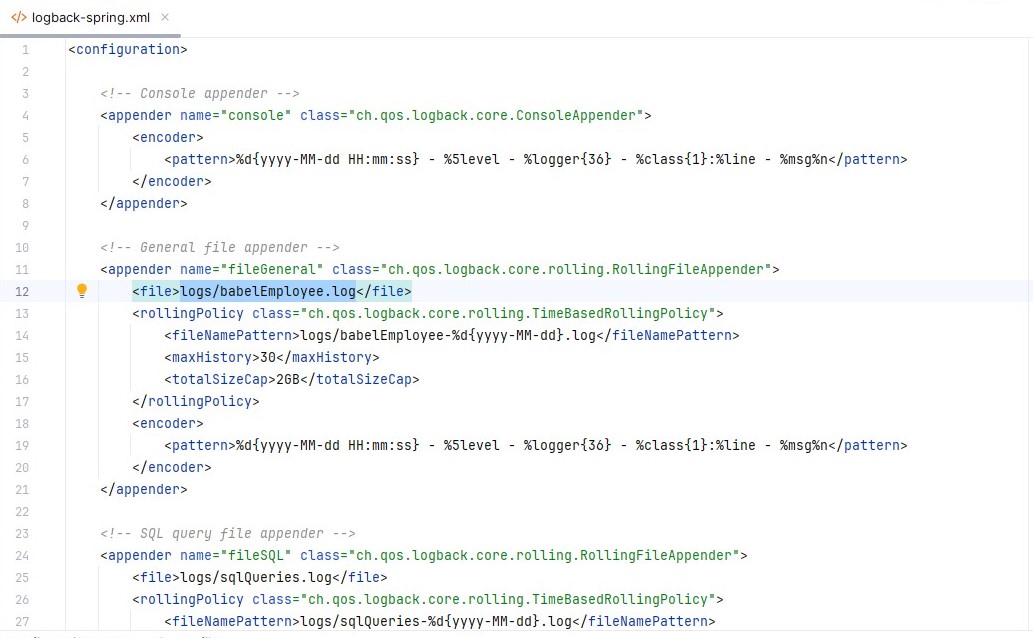 logback-spring.xml
1 <configuration>
2
3 <!-- Console appender -->
4 <appender name="console" class="ch.qos.logback.core.ConsoleAppender">
5 <encoder>
6 <pattern>%d{yyyy-MM-dd HH:mm:ss} - %5level - %logger{36} - %class{1}:%line - %msg%n</pattern>
7 </encoder>
8 </appender>
9
10 <!-- General file appender -->
11 <appender name="fileGeneral" class="ch.qos.logback.core.rolling.RollingFileAppender">
12 <file>logs/babelEmployee.log</file>
13 <rollingPolicy class="ch.qos.logback.core.rolling.TimeBasedRollingPolicy">
14 <fileNamePattern>logs/babelEmployee-%d{yyyy-MM-dd}.log</fileNamePattern>
15 <maxHistory>30</maxHistory>
16 <totalSizeCap>2GB</totalSizeCap>
17 </rollingPolicy>
18 <encoder>
19 <pattern>%d{yyyy-MM-dd HH:mm:ss} - %5level - %logger{36} - %class{1}:%line - %msg%n</pattern>
20 </encoder>
21 </appender>
22
23 <!-- SQL query file appender -->
24 <appender name="fileSQL" class="ch.qos.logback.core.rolling.RollingFileAppender">
25 <file>logs/sqlQueries.log</file>
26 <rollingPolicy class="ch.qos.logback.core.rolling.TimeBasedRollingPolicy">
27 <fileNamePattern>logs/sqlQueries-%d{yyyy-MM-dd}.log</fileNamePattern>